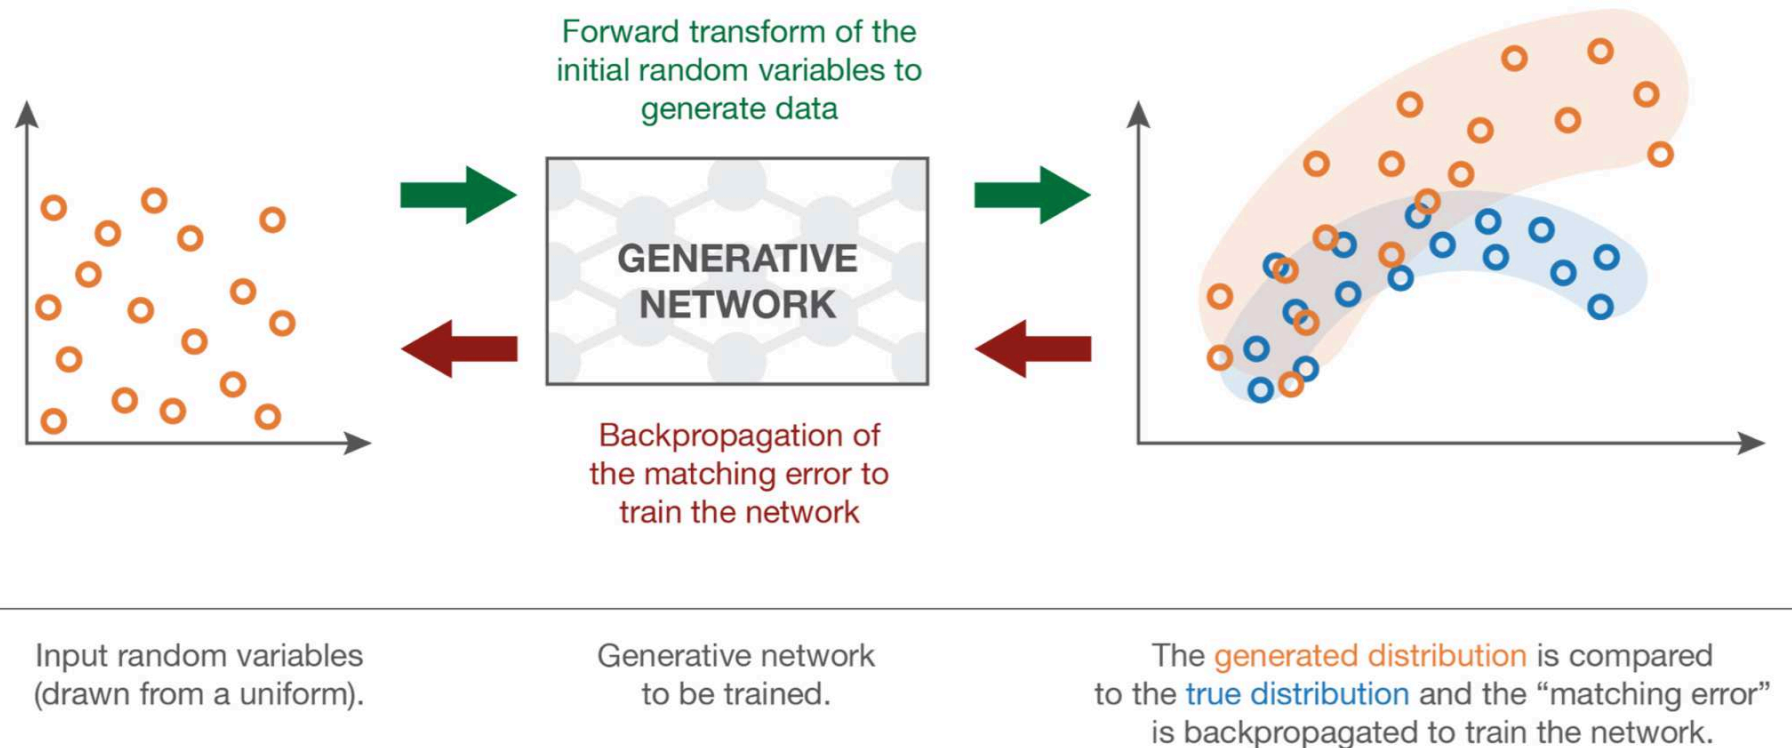 Forward transform of the
initial random variables to
generate data
GENERATIVE
NETWORK
Backpropagation of
the matching error to
train the network
Input random variables
(drawn from a uniform).
Generative network
to be trained.
The generated distribution is compared
to the true distribution and the “matching error”
is backpropagated to train the network.